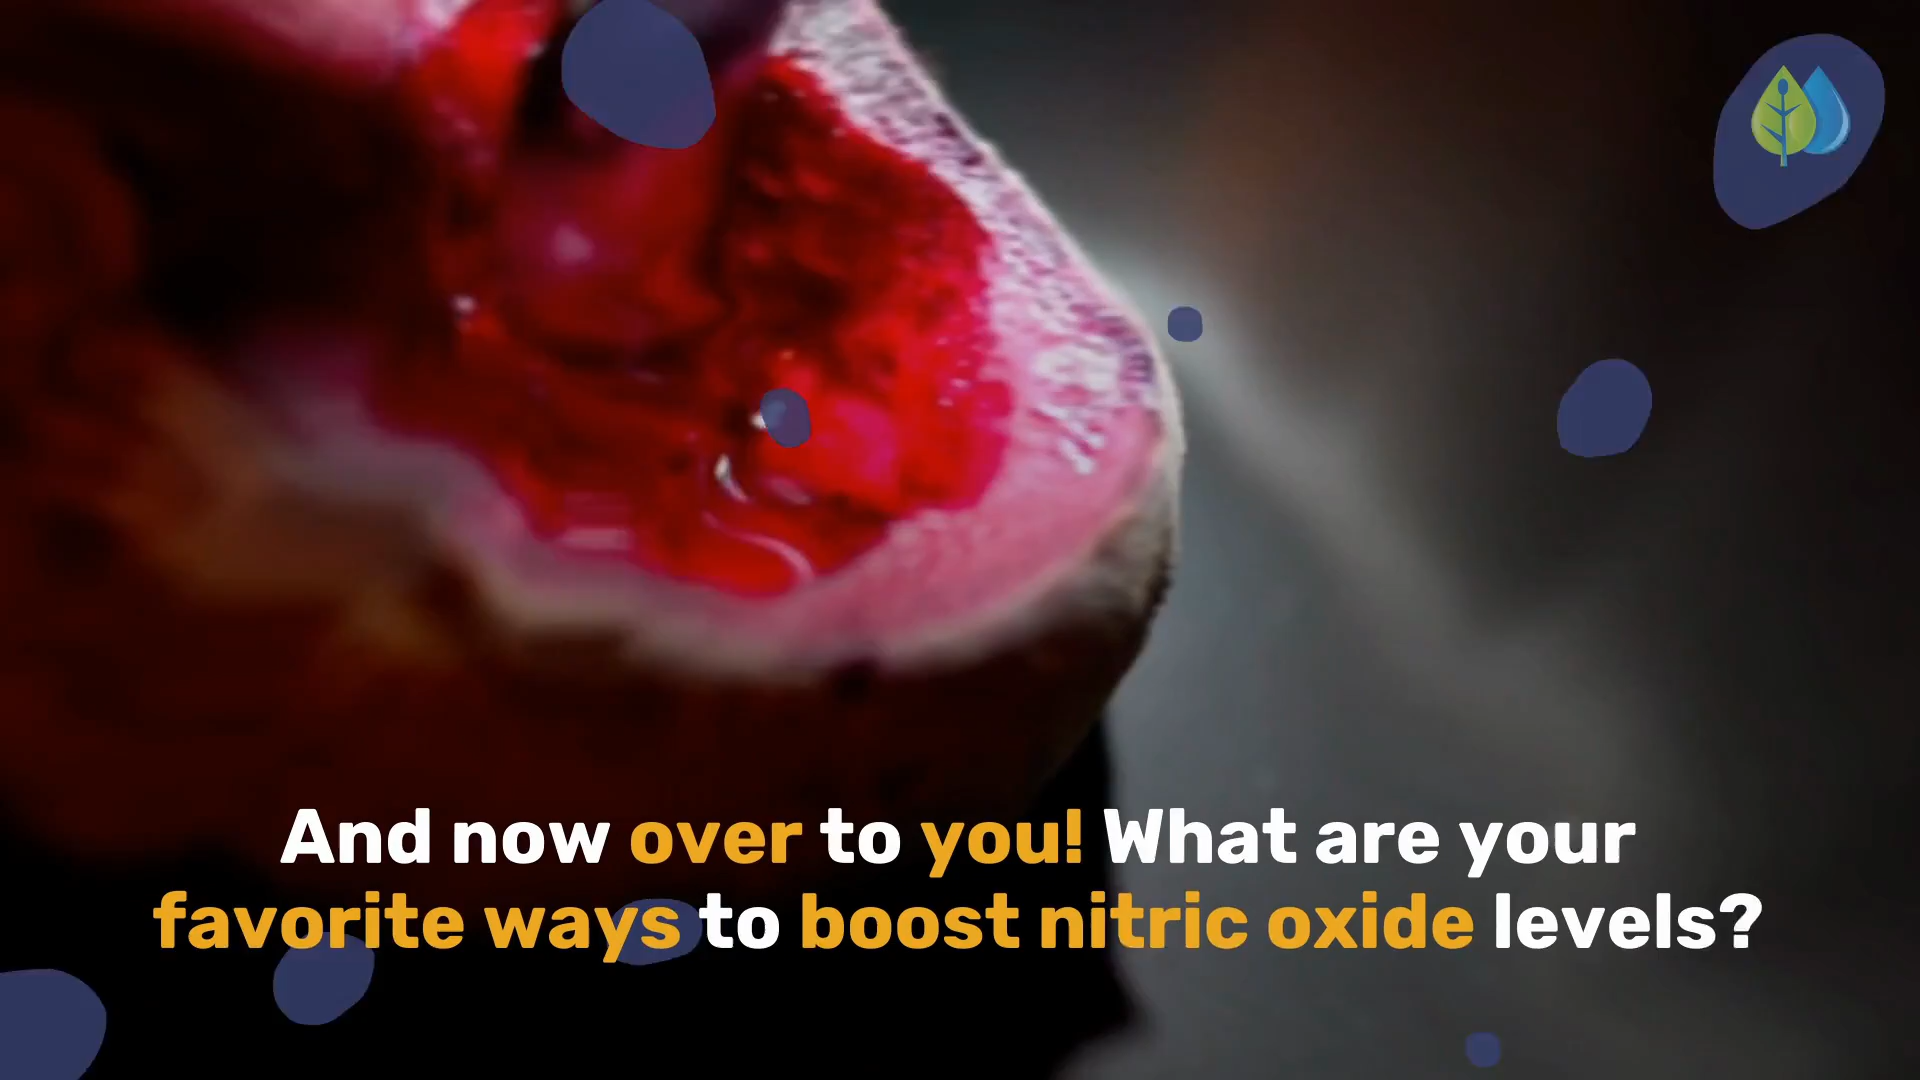 And now over to you! What are your
favorite ways to boost nitric oxide levels?